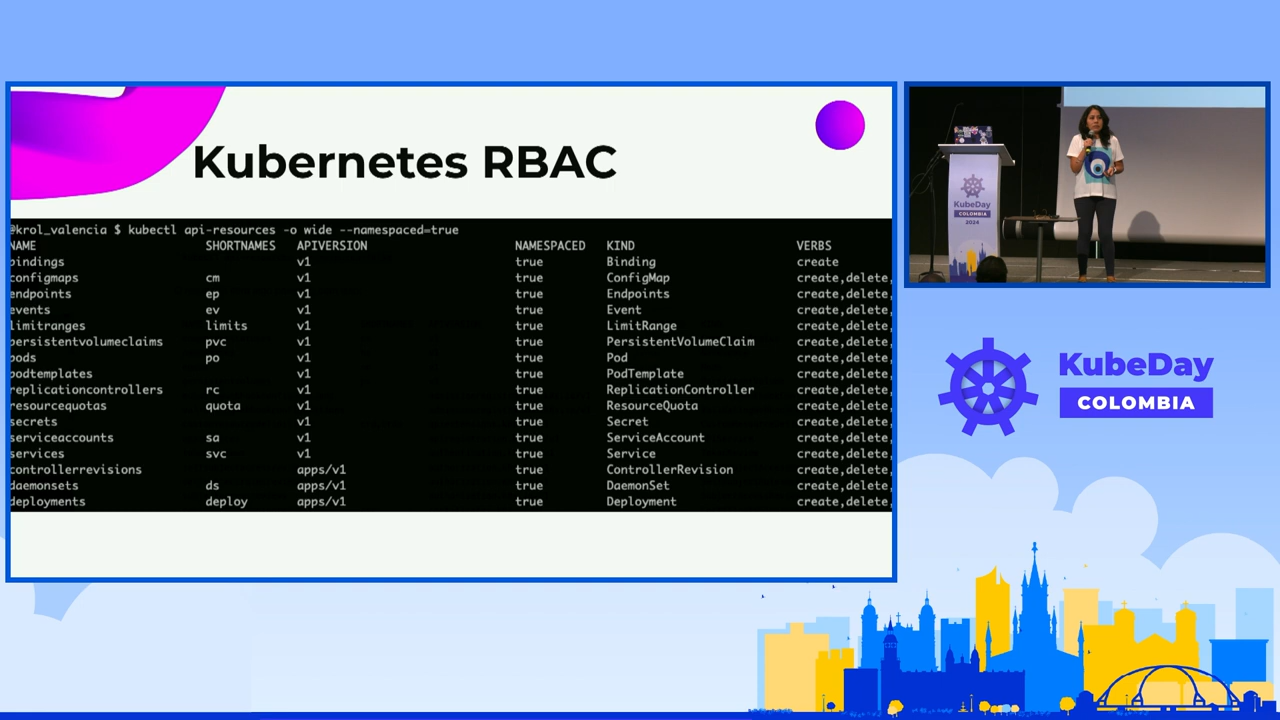 Kubernetes RBAC
@krol_valencia $ kubectl api-resources -o wide --namespaced=true
NAME SHORTNAMES APIVERSION NAMESPACED KIND VERBS
bindings v1 true Binding create
configmaps cm v1 true ConfigMap create,delete,
endpoints ep v1 true Endpoints create,delete,
events ev v1 true Event create,delete,
limitranges limits v1 true LimitRange create,delete,
persistentvolumeclaims pvc v1 true PersistentVolumeClaim create,delete,
pods po v1 true Pod create,delete,
podtemplates v1 true PodTemplate create,delete,
replicationcontrollers rc v1 true ReplicationController create,delete,
resourcequotas quota v1 true ResourceQuota create,delete,
secrets v1 true Secret create,delete,
serviceaccounts sa v1 true ServiceAccount create,delete,
services svc v1 true Service create,delete,
controllerrevisions apps/v1 true ControllerRevision create,delete,
daemonsets ds apps/v1 true DaemonSet create,delete,
deployments deploy apps/v1 true Deployment create,delete,
KubeDay
COLOMBIA
2024
KubeDay
COLOMBIA